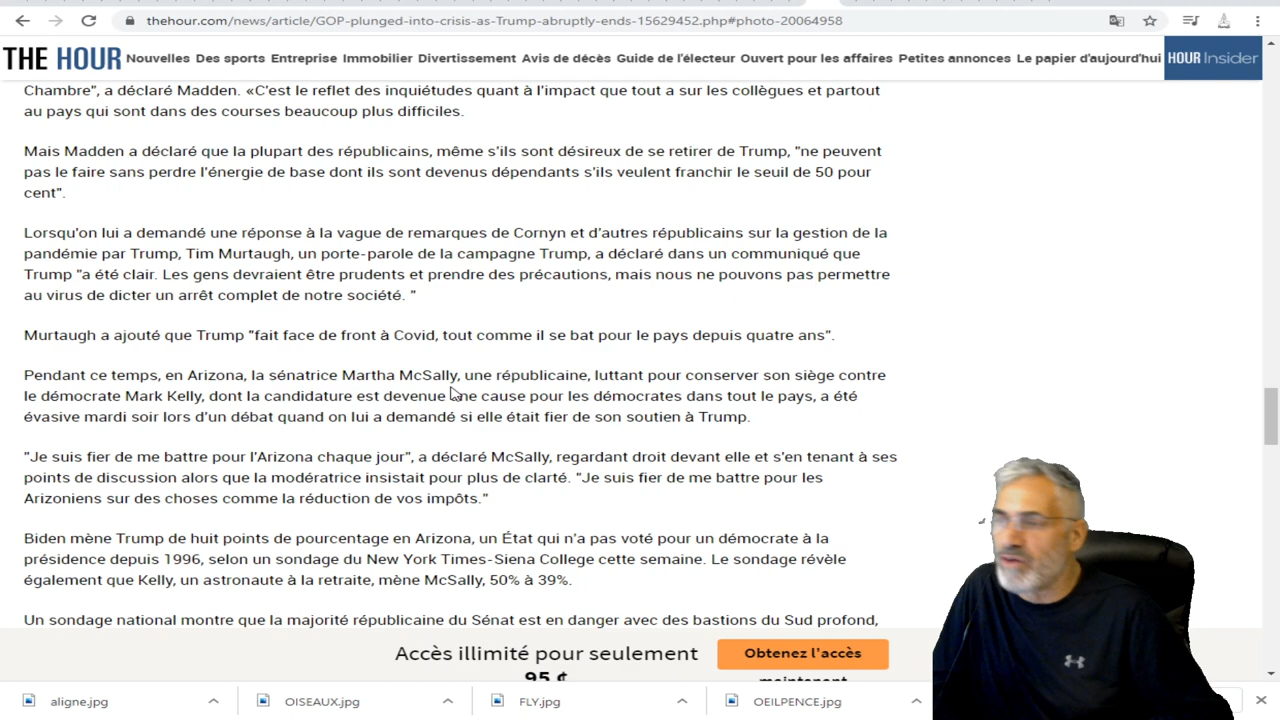 thehour.com/news/article/GOP-plunged-into-crisis-as-Trump-abruptly-ends-15629452.php#photo-20064958
THE HOUR Nouvelles Des sports Entreprise Immobilier Divertissement Avis de décès Guide de l'électeur Ouvert pour les affaires Petites annonces Le papier d'aujourd'hui HOUR Insider
Chambre", a déclaré Madden. «C'est le reflet des inquiétudes quant à l'impact que tout a sur les collègues et partout
au pays qui sont dans des courses beaucoup plus difficiles.
Mais Madden a déclaré que la plupart des républicains, même s'ils sont désireux de se retirer de Trump, "ne peuvent
pas le faire sans perdre l'énergie de base dont ils sont devenus dépendants s'ils veulent franchir le seuil de 50 pour
cent".
Lorsqu'on lui a demandé une réponse à la vague de remarques de Cornyn et d'autres républicains sur la gestion de la
pandémie par Trump, Tim Murtaugh, un porte-parole de la campagne Trump, a déclaré dans un communiqué que
Trump "a été clair. Les gens devraient être prudents et prendre des précautions, mais nous ne pouvons pas permettre
au virus de dicter un arrêt complet de notre société. "
Murtaugh a ajouté que Trump "fait face de front à Covid, tout comme il se bat pour le pays depuis quatre ans".
Pendant ce temps, en Arizona, la sénatrice Martha McSally, une républicaine, luttant pour conserver son siège contre
le démocrate Mark Kelly, dont la candidature est devenue une cause pour les démocrates dans tout le pays, a été
évasive mardi soir lors d'un débat quand on lui a demandé si elle était fier de son soutien à Trump.
"Je suis fier de me battre pour l'Arizona chaque jour", a déclaré McSally, regardant droit devant elle et s'en tenant à ses
points de discussion alors que la modératrice insistait pour plus de clarté. "Je suis fier de me battre pour les
Arizoniens sur des choses comme la réduction de vos impôts."
Biden mène Trump de huit points de pourcentage en Arizona, un État qui n'a pas voté pour un démocrate à la
présidence depuis 1996, selon un sondage du New York Times-Siena College cette semaine. Le sondage révèle
également que Kelly, un astronaute à la retraite, mène McSally, 50% à 39%.
Un sondage national montre que la majorité républicaine du Sénat est en danger avec des bastions du Sud profond,
Accès illimité pour seulement
95 ¢
Obtenez l'accès
maintenant
aligne.jpg
OISEAUX.jpg
FLY.jpg
OEILPENCE.jpg